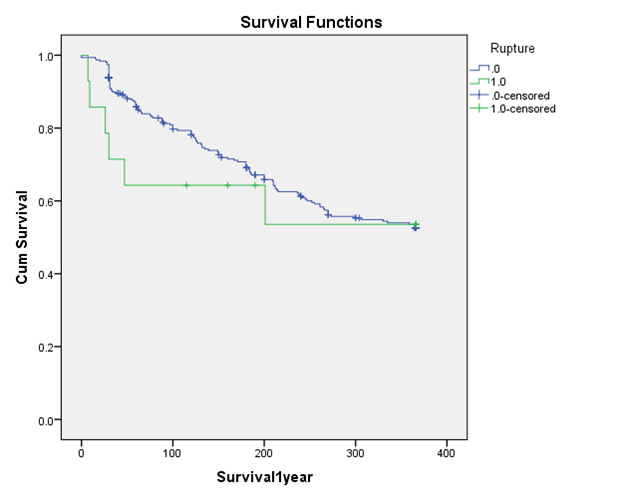 Survival Functions
Rupture
.0
1.0
.0-censored
1.0-censored
Cum Survival
1.0
0.8
0.6
0.4
0.2
0.0
0 100 200 300 400
Survival1year